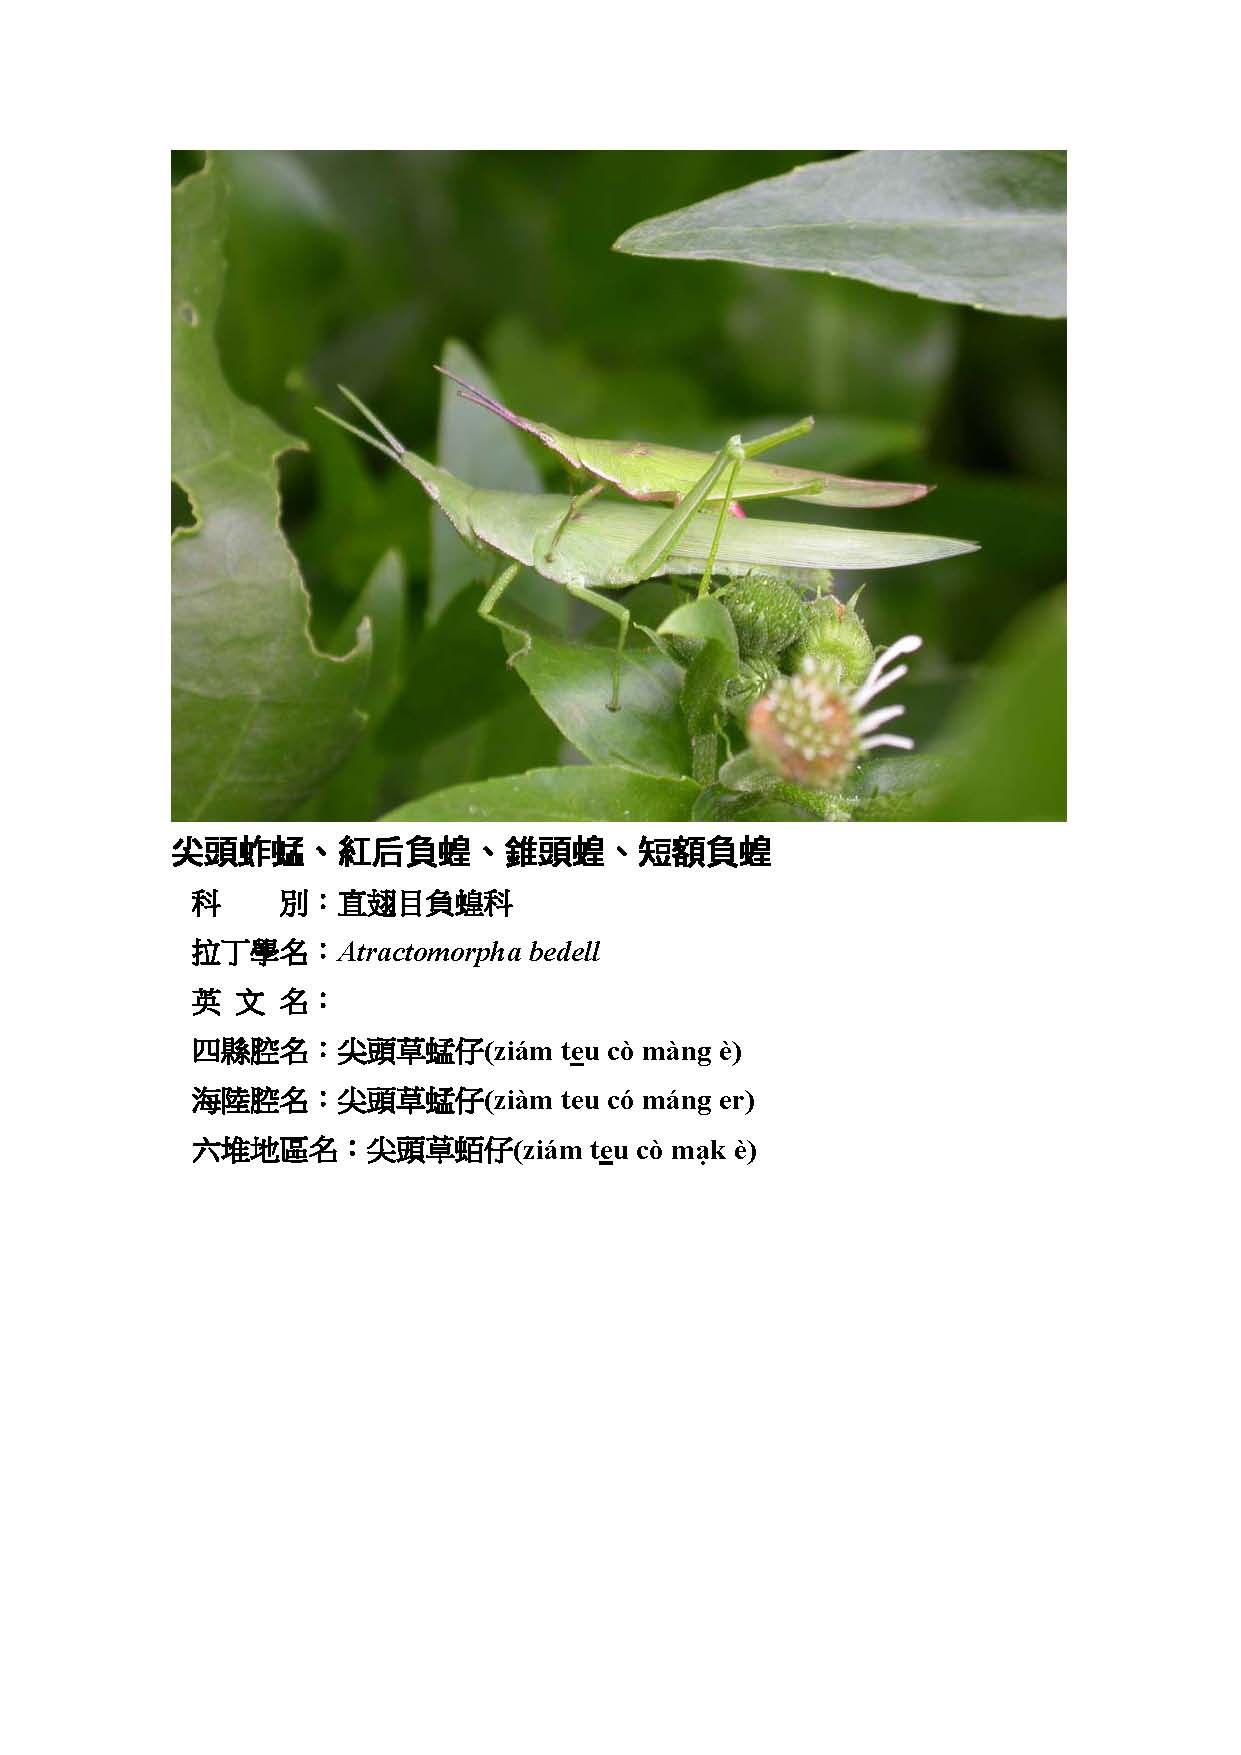 尖頭蚱蜢、紅后負蝗、錐頭蝗、短額負蝗
科　　別：直翅目負蝗科
拉丁學名：Atractomorpha bedell
英 文 名：
四縣腔名：尖頭草蜢仔(ziám te̲u cò màng è)
海陸腔名：尖頭草蜢仔(ziàm teu có máng er)
六堆地區名：尖頭草蛨仔(ziám te̲u cò mạk è)